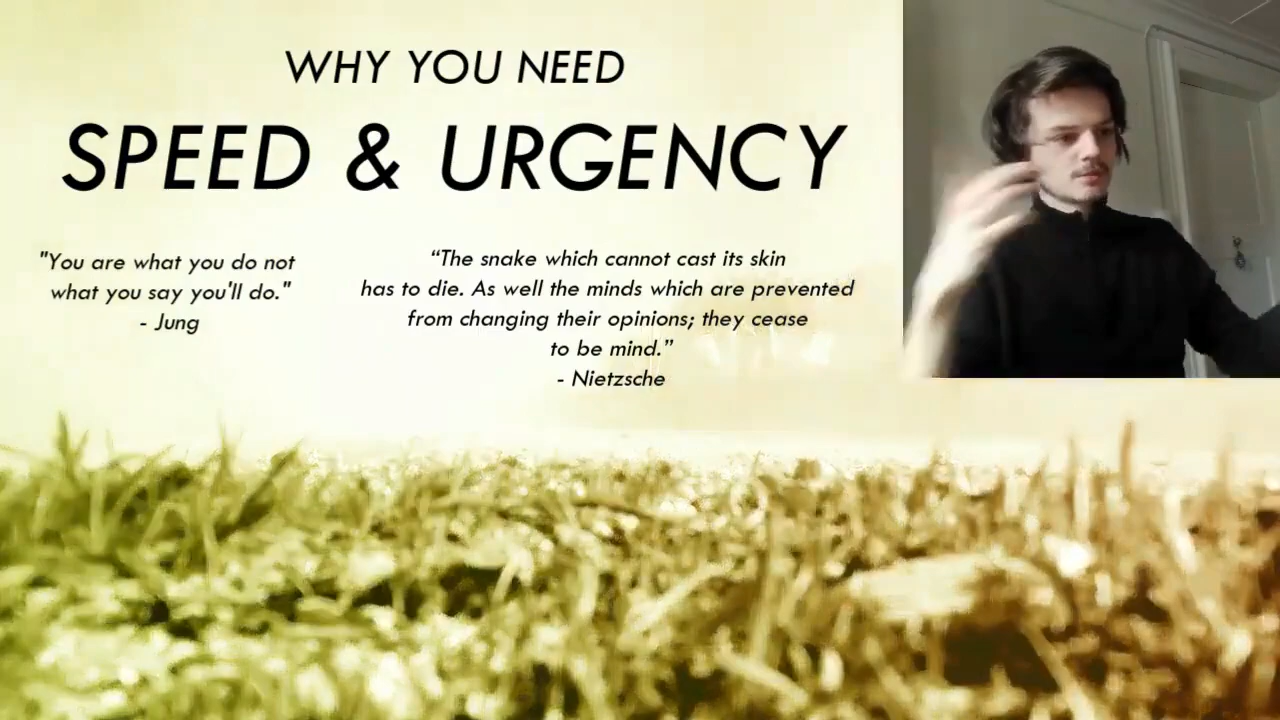 WHY YOU NEED
SPEED & URGENCY
"You are what you do not
what you say you'll do."
- Jung
“The snake which cannot cast its skin
has to die. As well the minds which are prevented
from changing their opinions; they cease
to be mind.”
- Nietzsche